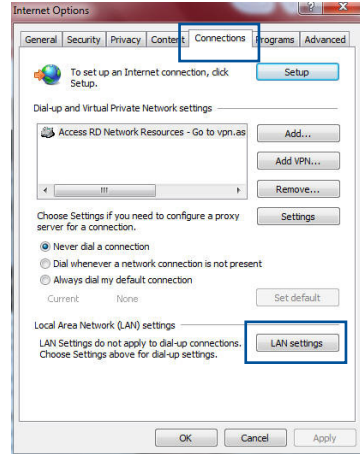 Internet Options
General Security Privacy Content Connections Programs Advanced
To set up an Internet connection, click
Setup.
Setup
Dial-up and Virtual Private Network settings
Access RD Network Resources - Go to vpn.as
Add...
Add VPN...
Remove...
Choose Settings if you need to configure a proxy
server for a connection.
Settings
Never dial a connection
Dial whenever a network connection is not present
Always dial my default connection
Current None
Set default
Local Area Network (LAN) settings
LAN Settings do not apply to dial-up connections.
Choose Settings above for dial-up settings.
LAN settings
OK Cancel Apply